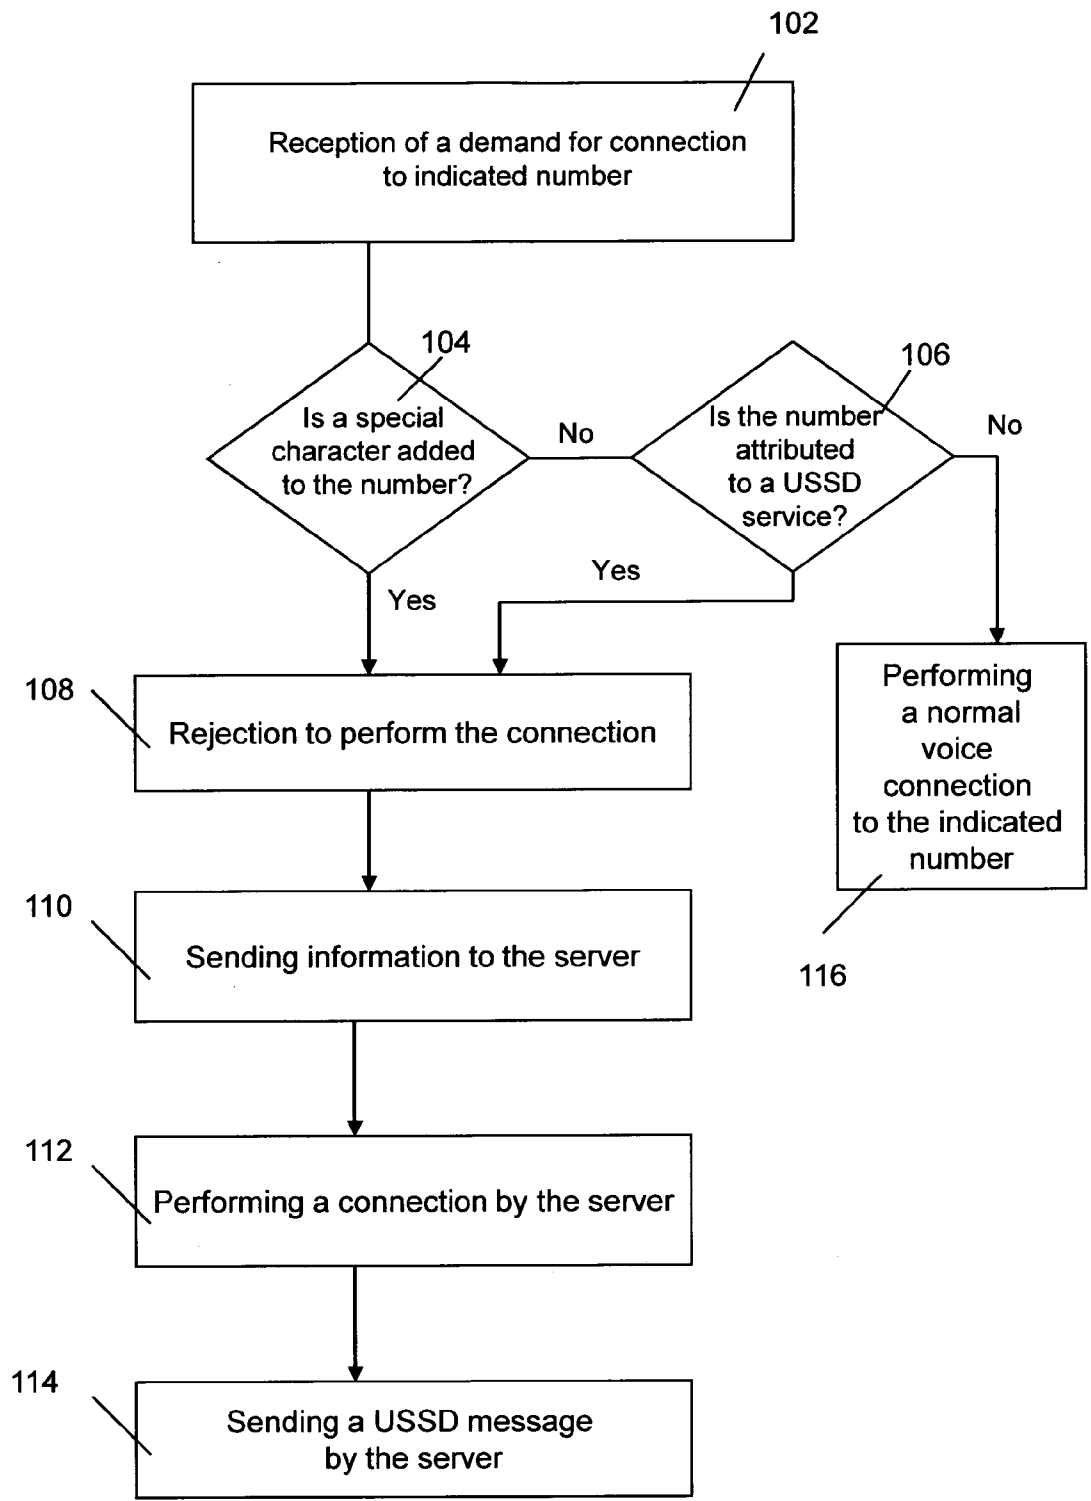 102
Reception of a demand for connection
to indicated number
104
Is a special
character added
to the number?
No
106
Is the number
attributed
to a USSD
service?
No
Yes
Yes
108
Rejection to perform the connection
Performing
a normal
voice
connection
to the indicated
number
116
110
Sending information to the server
112
Performing a connection by the server
114
Sending a USSD message
by the server